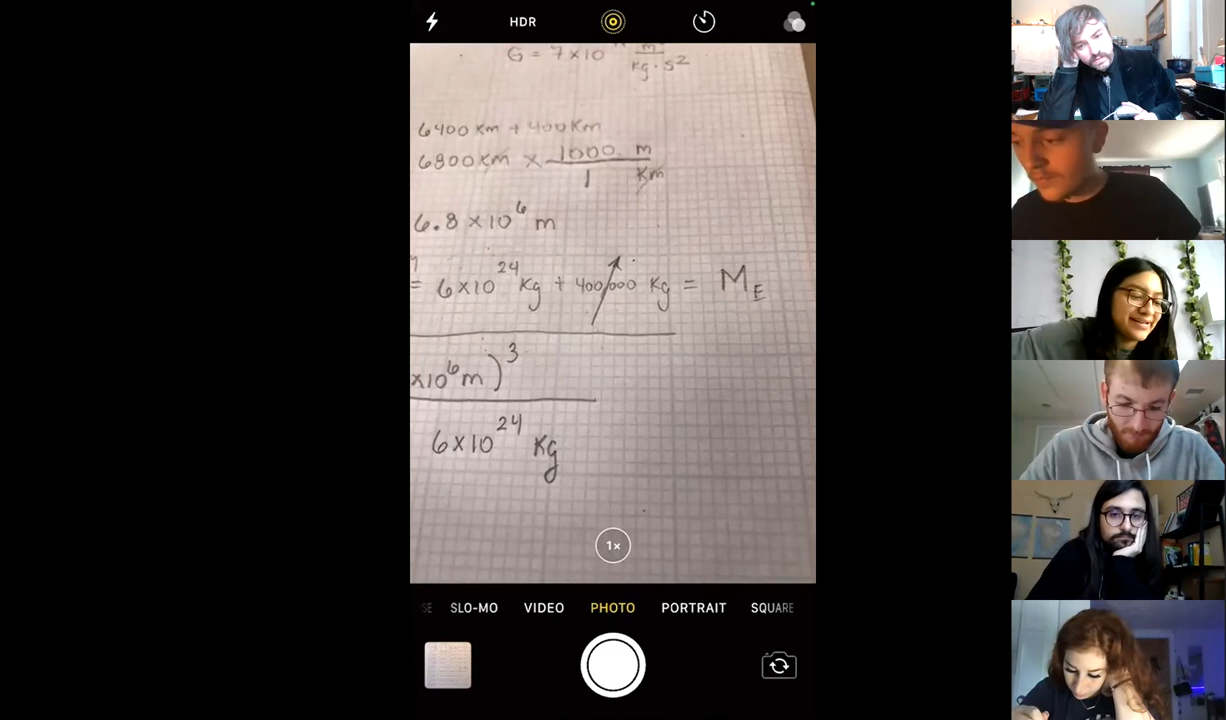 HDR
G = 7×10 m
kg · s²
6400 Km + 400 Km
6800 Km × 1000 m
1 Km
6.8 × 10⁶ m
= 6×10²⁴ Kg + 400,000 Kg = M_E
×10⁶ m)³
6×10²⁴ Kg
1×
SLO-MO VIDEO PHOTO PORTRAIT SQUARE